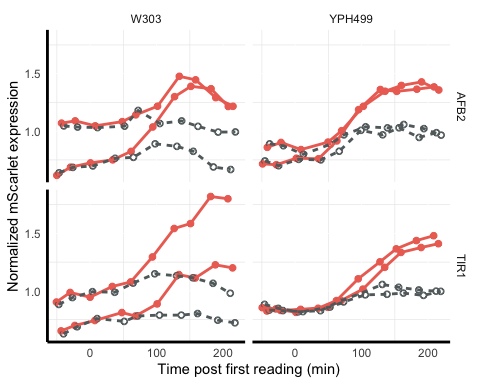 W303 YPH499
Normalized mScarlet expression
1.5
1.0
AFB2
1.5
1.0
TIR1
0 100 200 0 100 200
Time post first reading (min)